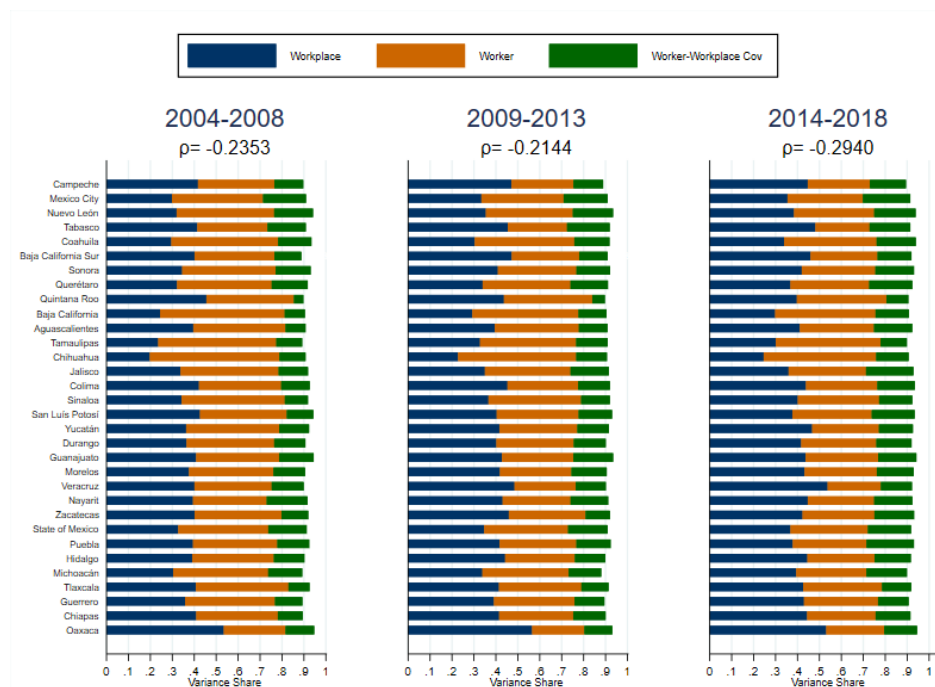 Workplace Worker Worker-Workplace Cov
2004-2008 2009-2013 2014-2018
ρ= -0.2353 ρ= -0.2144 ρ= -0.2940
Campeche
Mexico City
Nuevo León
Tabasco
Coahuila
Baja California Sur
Sonora
Querétaro
Quintana Roo
Baja California
Aguascalientes
Tamaulipas
Chihuahua
Jalisco
Colima
Sinaloa
San Luís Potosí
Yucatán
Durango
Guanajuato
Morelos
Veracruz
Nayarit
Zacatecas
State of Mexico
Puebla
Hidalgo
Michoacán
Tlaxcala
Guerrero
Chiapas
Oaxaca
0 .1 .2 .3 .4 .5 .6 .7 .8 .9 1 0 .1 .2 .3 .4 .5 .6 .7 .8 .9 1 0 .1 .2 .3 .4 .5 .6 .7 .8 .9 1
Variance Share Variance Share Variance Share